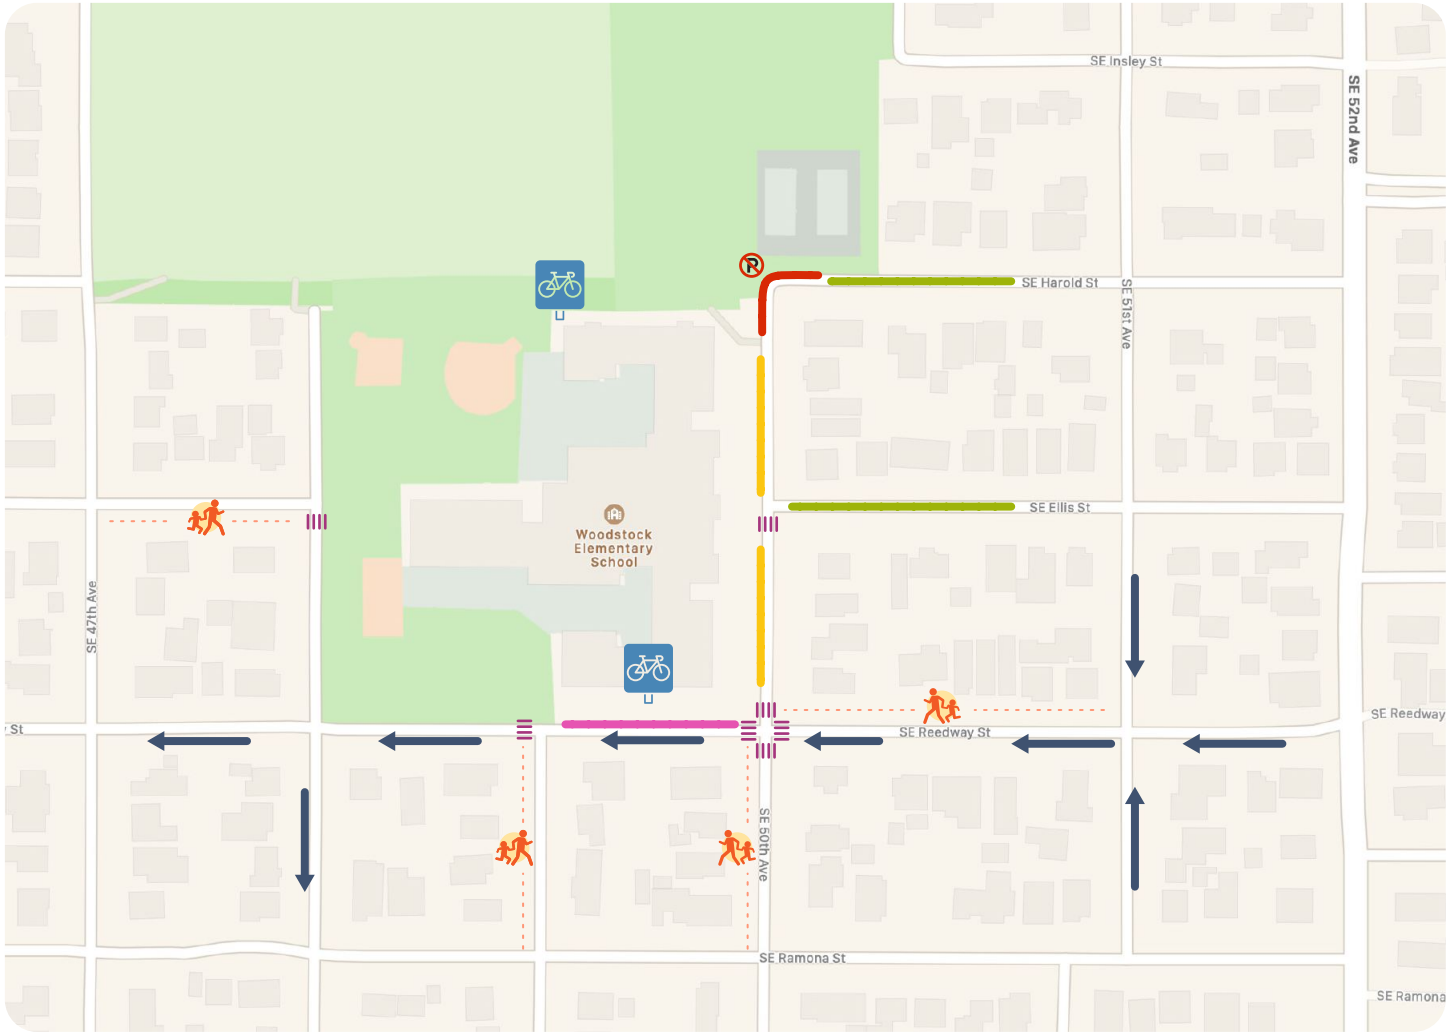 SE Insley St
SE 52nd Ave
P
SE Harold St
SE 51st Ave
SE Ellis St
Woodstock
Elementary
School
SE 47th Ave
SE Reedway
y St
SE Reedway St
SE 50th Ave
SE Ramona St
SE Ramona